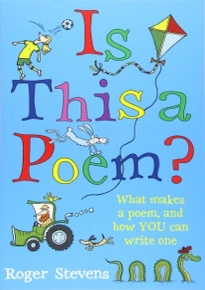 Is
This a
Poem?
What makes
a poem, and
how YOU can
write one
Roger Stevens